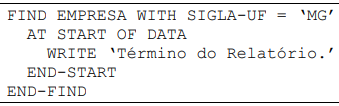 FIND EMPRESA WITH SIGLA-UF = ‘MG’
AT START OF DATA
WRITE ‘Término do Relatório.’
END-START
END-FIND